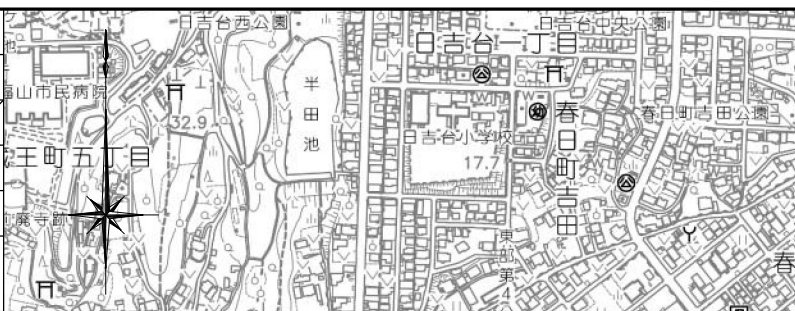 日吉台西公園
日吉台中央公園
日吉台一丁目
山市民病院
半田池
32.9
春日町吉田公園
日吉台小学校
王町五丁目
17.7
春日町吉田
廃寺跡
東部第4
春